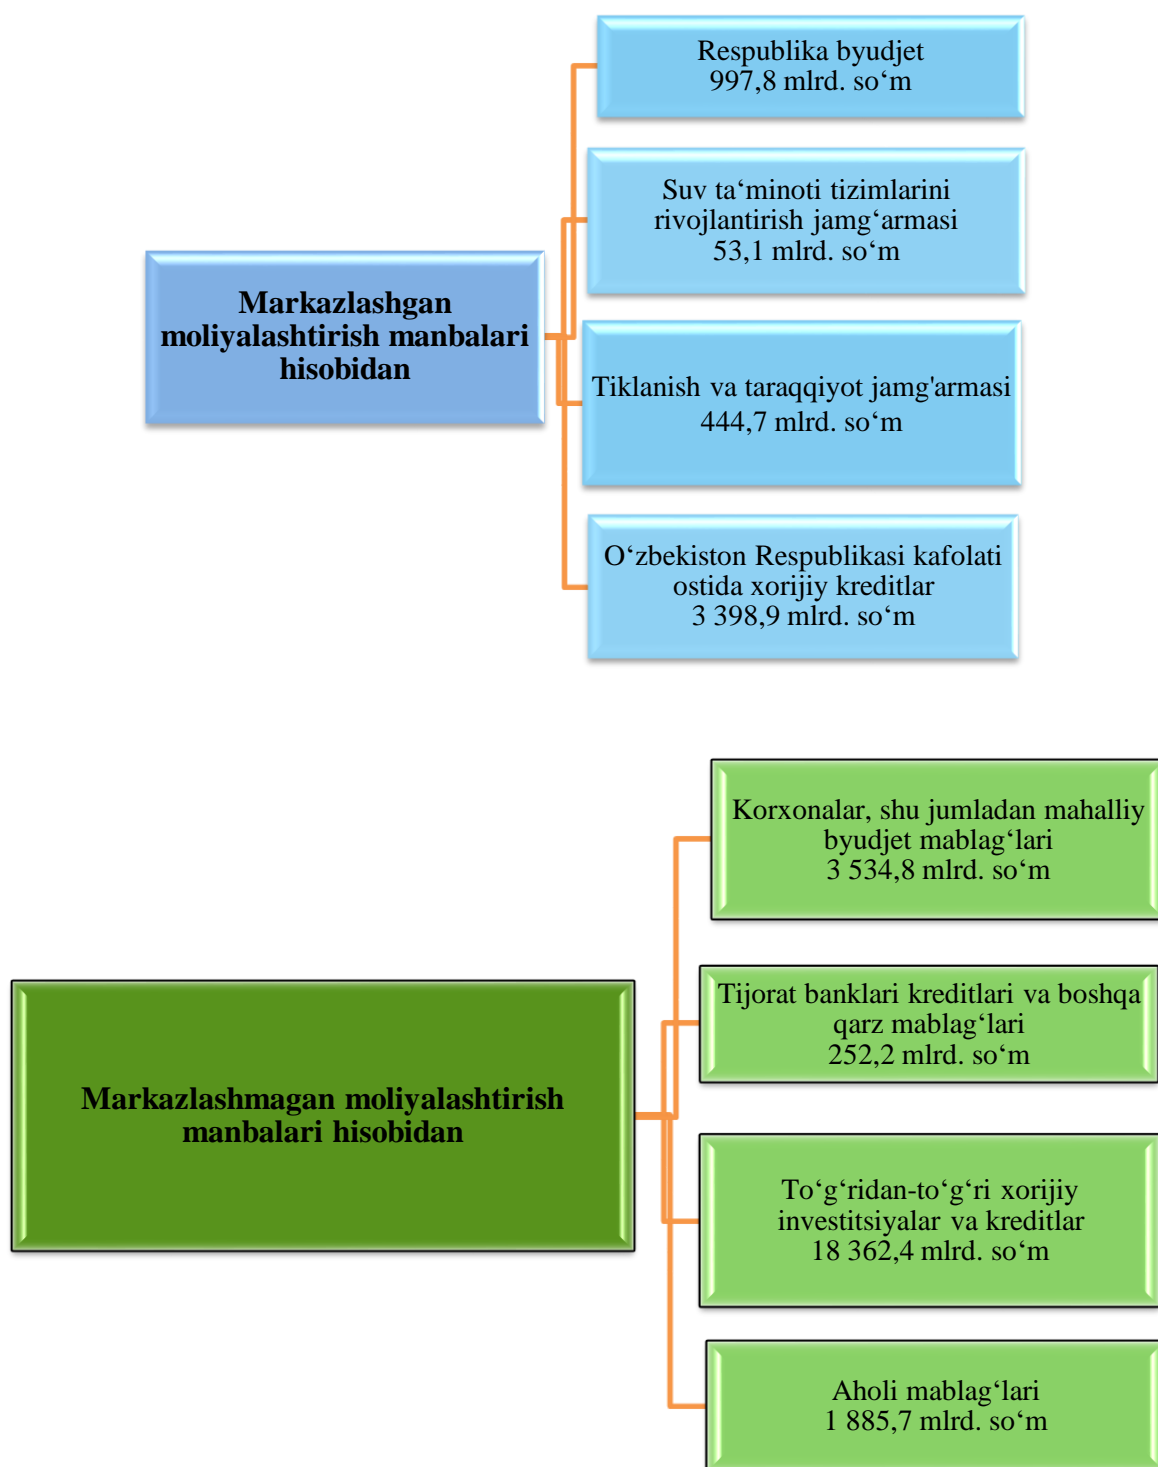 Respublika byudjet
997,8 mlrd. so‘m
Suv ta‘minoti tizimlarini
rivojlantirish jamg‘armasi
53,1 mlrd. so‘m
Markazlashgan
moliyalashtirish manbalari
hisobidan
Tiklanish va taraqqiyot jamg'armasi
444,7 mlrd. so‘m
O‘zbekiston Respublikasi kafolati
ostida xorijiy kreditlar
3 398,9 mlrd. so‘m
Korxonalar, shu jumladan mahalliy
byudjet mablag‘lari
3 534,8 mlrd. so‘m
Tijorat banklari kreditlari va boshqa
qarz mablag‘lari
252,2 mlrd. so‘m
Markazlashmagan moliyalashtirish
manbalari hisobidan
To‘g‘ridan-to‘g‘ri xorijiy
investitsiyalar va kreditlar
18 362,4 mlrd. so‘m
Aholi mablag‘lari
1 885,7 mlrd. so‘m